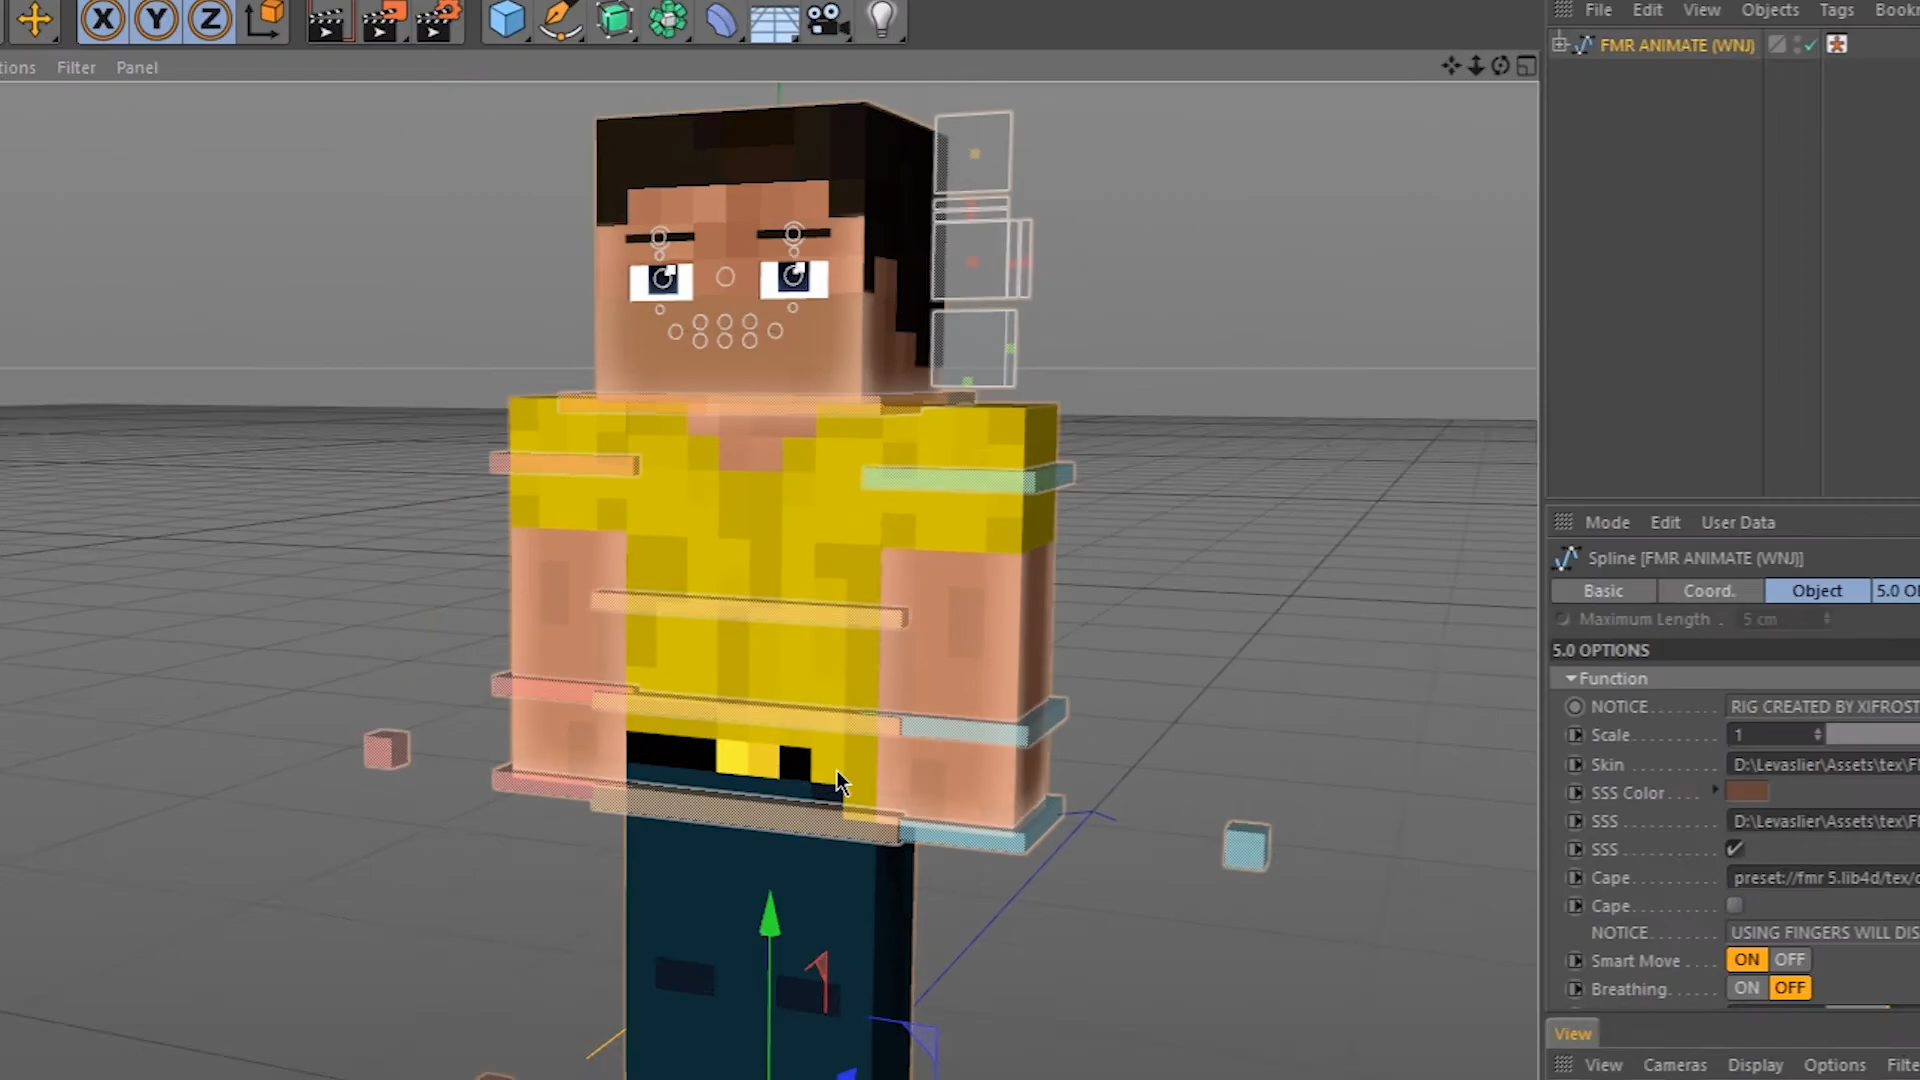 X Y Z
File Edit View Objects Tags
tions Filter Panel
FMR ANIMATE (WNJ)
Mode Edit User Data
Spline [FMR ANIMATE (WNJ)]
Basic Coord. Object 5.0
Maximum Length . 5 cm
5.0 OPTIONS
Function
NOTICE RIG CREATED BY XIFROST
Scale 1
Skin D:\Levaslier\Assets\tex\F
SSS Color
SSS D:\Levaslier\Assets\tex\F
SSS
Cape preset://fmr 5.lib4d/tex/c
Cape
NOTICE USING FINGERS WILL DIS
Smart Move ON OFF
Breathing ON OFF
View
View Cameras Display Options Filte